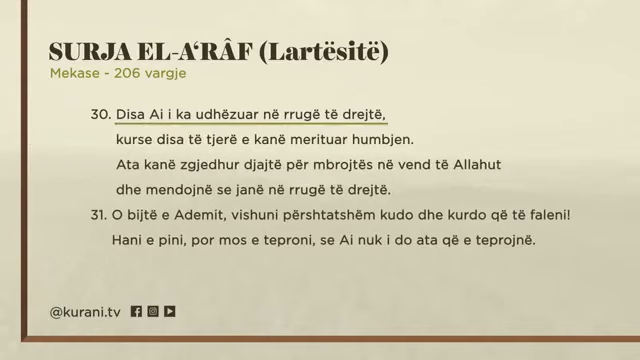 SURJA EL-A‘RÂF (Lartësitë)
Mekase - 206 vargje
30. Disa Ai i ka udhëzuar në rrugë të drejtë,
kurse disa të tjerë e kanë merituar humbjen.
Ata kanë zgjedhur djajtë për mbrojtës në vend të Allahut
dhe mendojnë se janë në rrugë të drejtë.
31. O bijtë e Ademit, vishuni përshtatshëm kudo dhe kurdo që të faleni!
Hani e pini, por mos e teproni, se Ai nuk i do ata që e teprojnë.
@kurani.tv